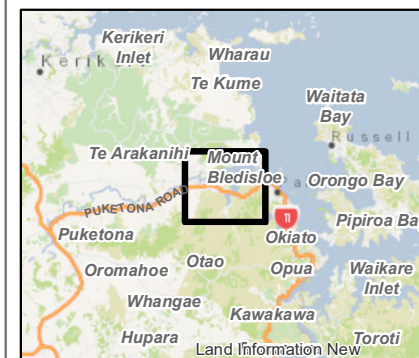 Kerikeri
Inlet
Wharau
Kerik
Te Kume
Waitata
Bay
Russell
Te Arakanihi
Mount
Bledisloe
Pa
Orongo Bay
PUKETONA ROAD
11
Pipiroa Ba
Puketona
Okiato
Oromahoe
Otao
Opua
Waikare
Inlet
Whangae
Kawakawa
Hupara
Toroti
Land Information New